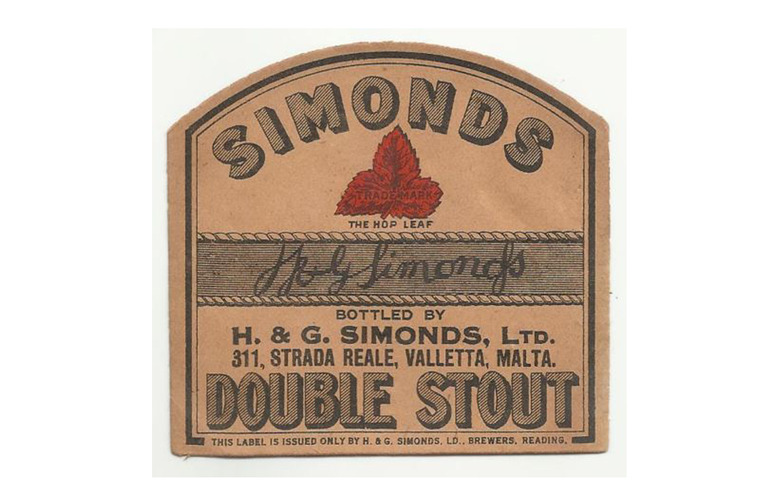 SIMONDS
TRADE MARK
THE HOP LEAF
H & G Simonds
BOTTLED BY
H. & G. SIMONDS, LTD.
311, STRADA REALE, VALLETTA, MALTA.
DOUBLE STOUT
THIS LABEL IS ISSUED ONLY BY H. & G. SIMONDS. LD., BREWERS, READING.